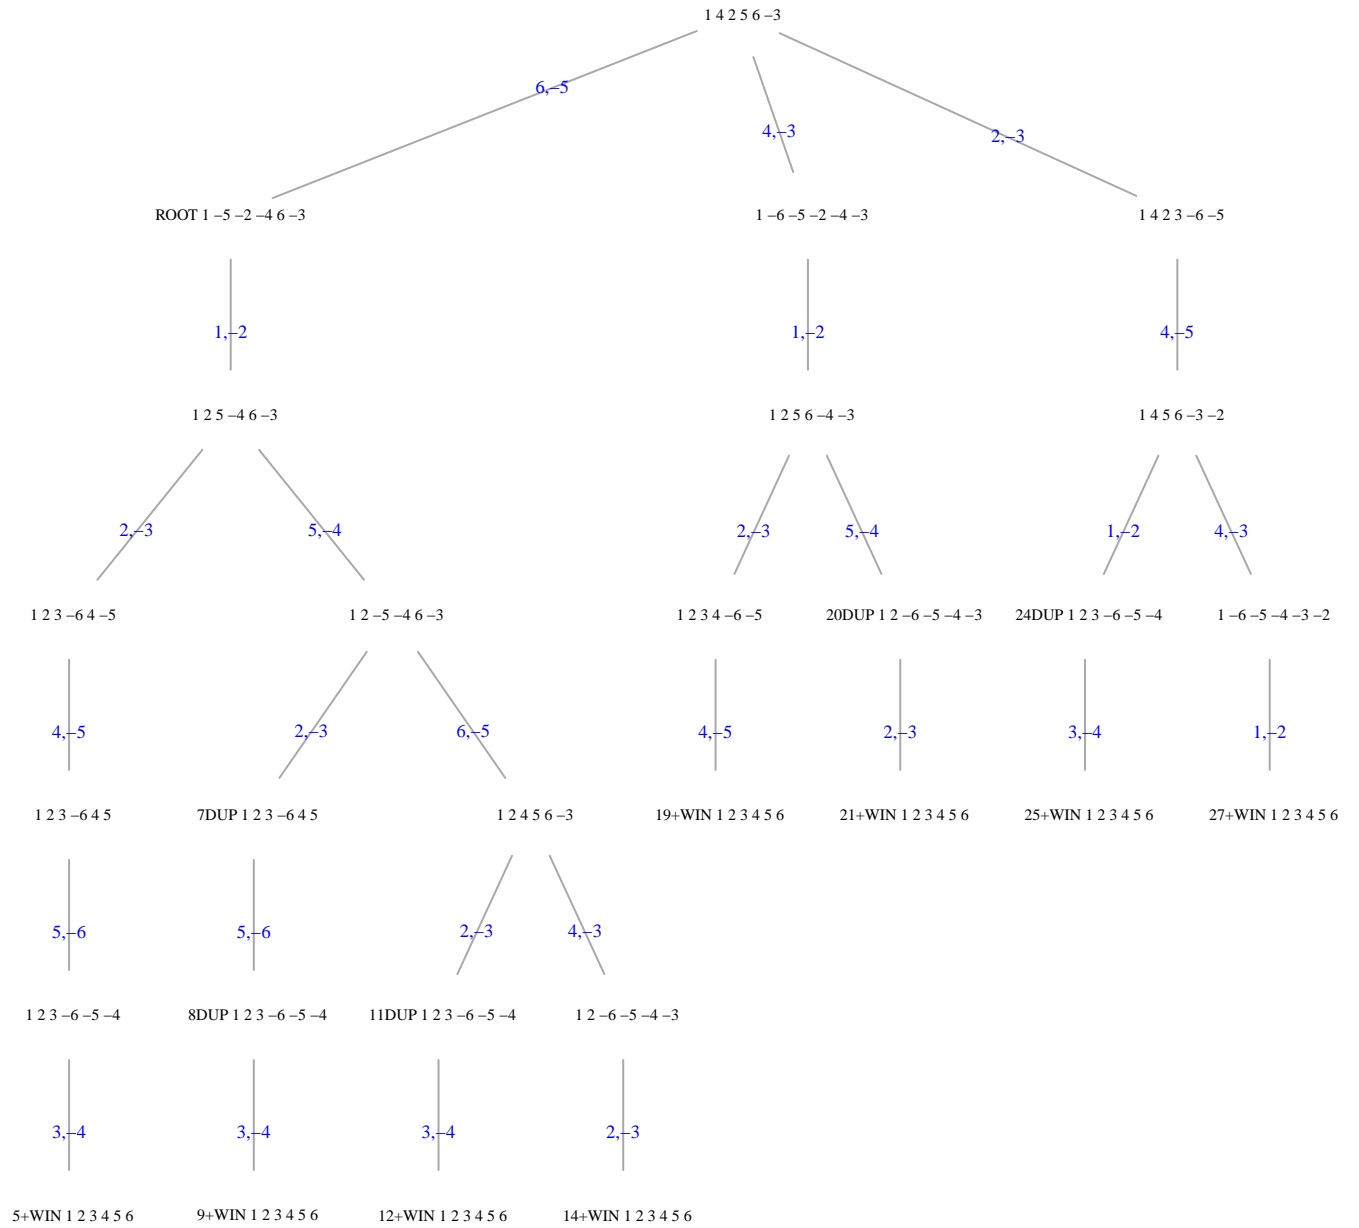 1 4 2 5 6 –3
6,–5
4,–3
2,–3
ROOT 1 –5 –2 –4 6 –3
1 –6 –5 –2 –4 –3
1 4 2 3 –6 –5
1,–2
1,–2
4,–5
1 2 5 –4 6 –3
1 2 5 6 –4 –3
1 4 5 6 –3 –2
2,–3
5,–4
2,–3
5,–4
1,–2
4,–3
1 2 3 –6 4 –5
1 2 –5 –4 6 –3
1 2 3 4 –6 –5
20DUP 1 2 –6 –5 –4 –3
24DUP 1 2 3 –6 –5 –4
1 –6 –5 –4 –3 –2
4,–5
2,–3
6,–5
4,–5
2,–3
3,–4
1,–2
1 2 3 –6 4 5
7DUP 1 2 3 –6 4 5
1 2 4 5 6 –3
19+WIN 1 2 3 4 5 6
21+WIN 1 2 3 4 5 6
25+WIN 1 2 3 4 5 6
27+WIN 1 2 3 4 5 6
5,–6
5,–6
2,–3
4,–3
1 2 3 –6 –5 –4
8DUP 1 2 3 –6 –5 –4
11DUP 1 2 3 –6 –5 –4
1 2 –6 –5 –4 –3
3,–4
3,–4
3,–4
2,–3
5+WIN 1 2 3 4 5 6
9+WIN 1 2 3 4 5 6
12+WIN 1 2 3 4 5 6
14+WIN 1 2 3 4 5 6